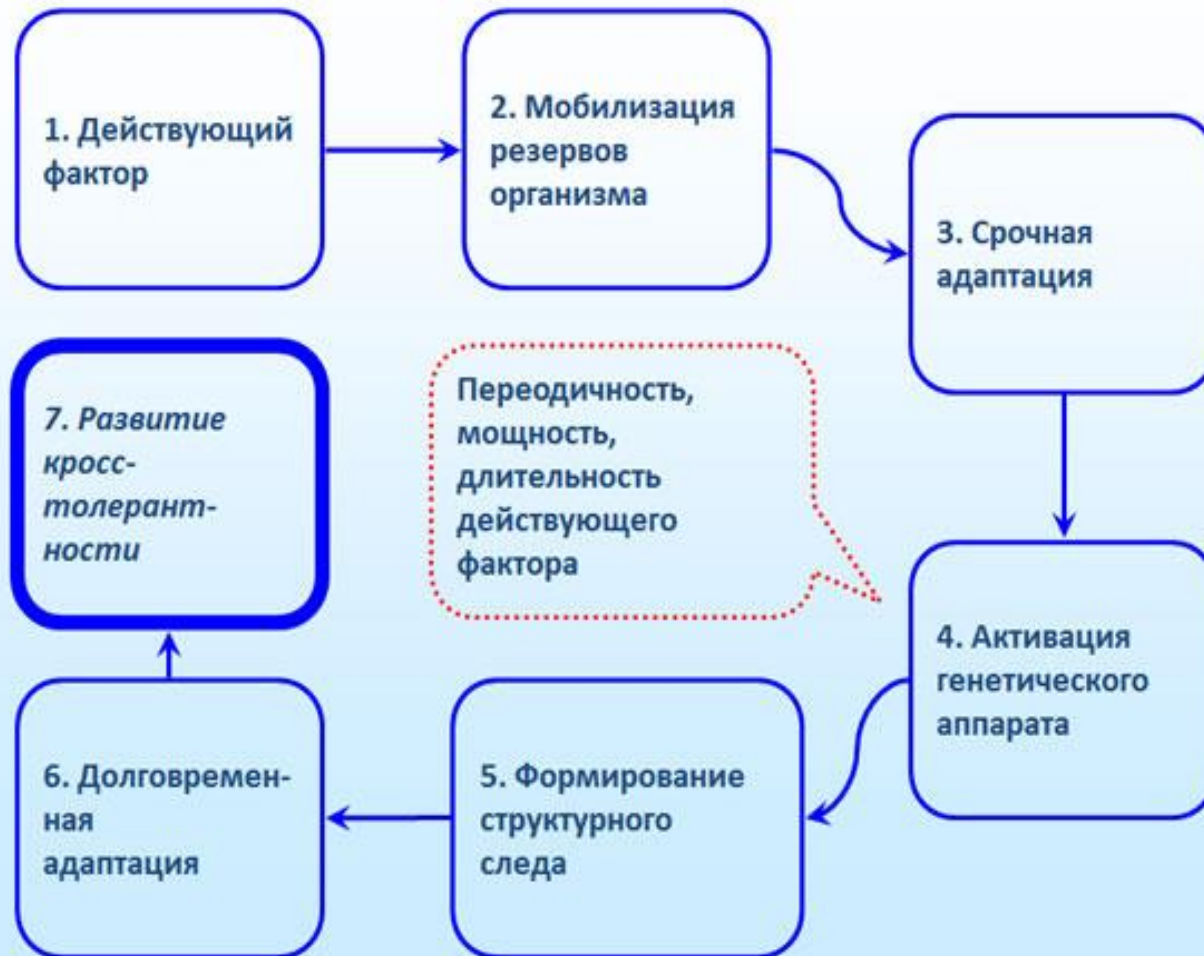 1. Действующий
фактор
2. Мобилизация
резервов
организма
3. Срочная
адаптация
Переодичность,
мощность,
длительность
действующего
фактора
4. Активация
генетического
аппарата
5. Формирование
структурного
следа
6. Долговремен-
ная
адаптация
7. Развитие
кросс-
толерант-
ности